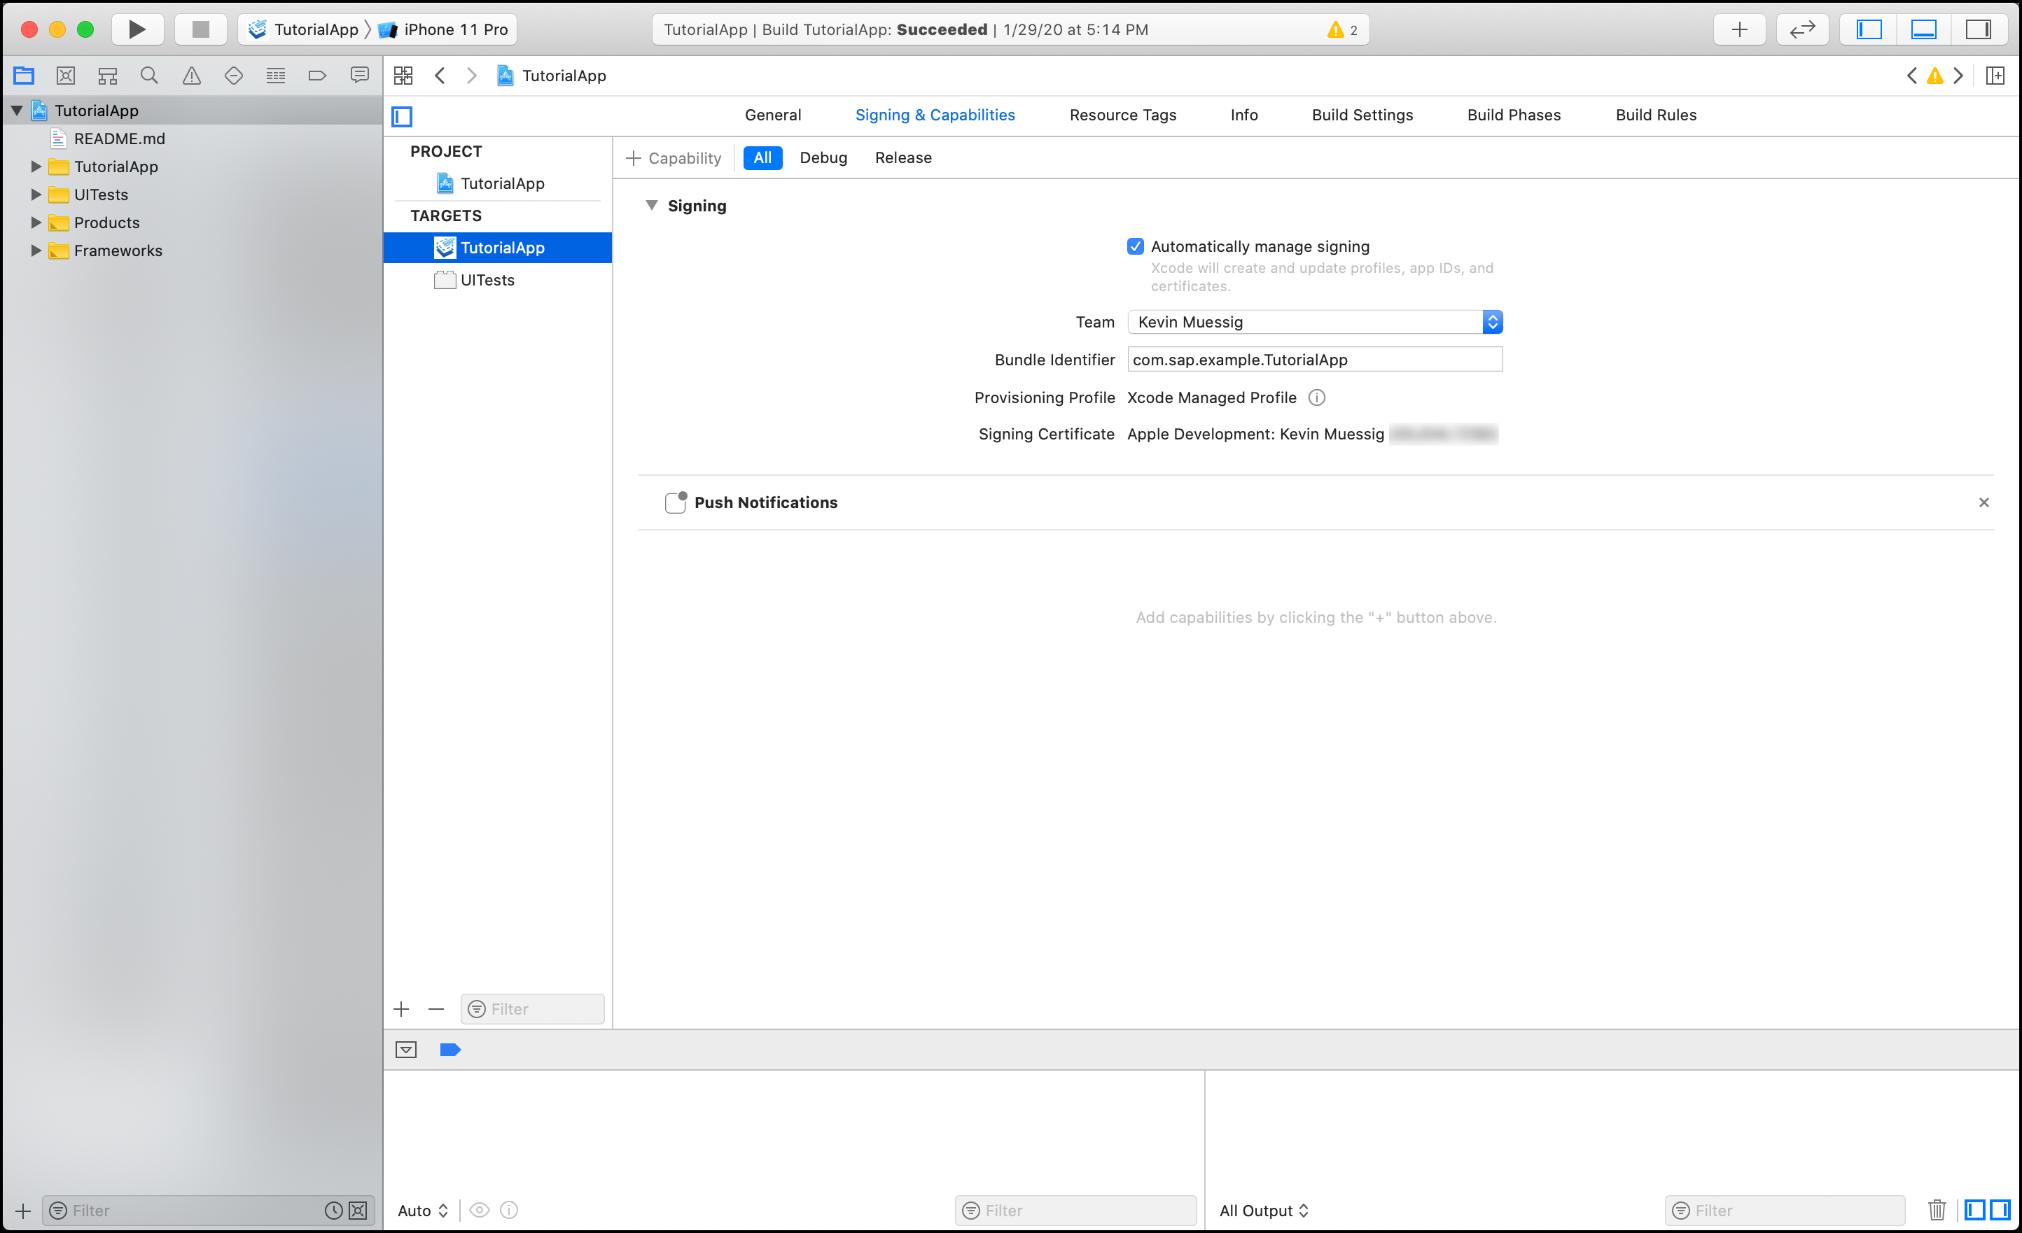 TutorialApp iPhone 11 Pro
TutorialApp | Build TutorialApp: Succeeded | 1/29/20 at 5:14 PM
2
TutorialApp
TutorialApp
README.md
TutorialApp
UITests
Products
Frameworks
General Signing & Capabilities Resource Tags Info Build Settings Build Phases Build Rules
PROJECT
TutorialApp
TARGETS
TutorialApp
UITests
+ Capability All Debug Release
Signing
Automatically manage signing
Xcode will create and update profiles, app IDs, and
certificates.
Team Kevin Muessig
Bundle Identifier com.sap.example.TutorialApp
Provisioning Profile Xcode Managed Profile
Signing Certificate Apple Development: Kevin Muessig
Push Notifications
Add capabilities by clicking the "+" button above.
Filter
Filter
Auto
Filter
All Output
Filter